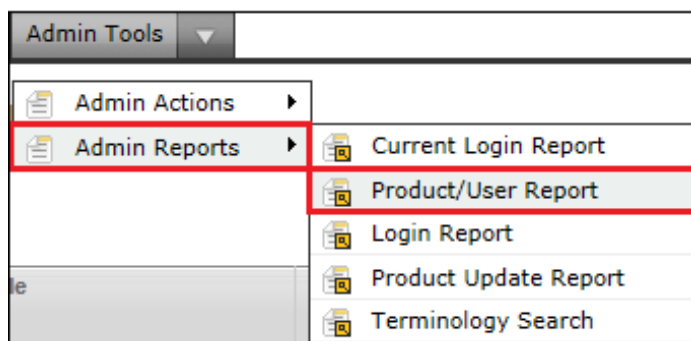 Admin Tools
Admin Actions
Admin Reports
Current Login Report
Product/User Report
Login Report
Product Update Report
le
Terminology Search